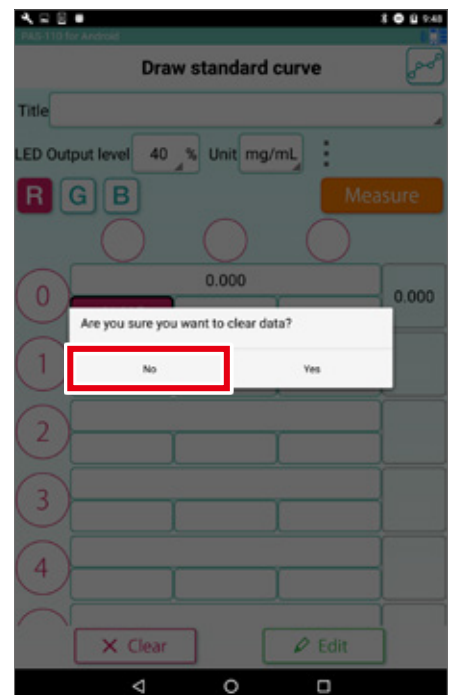 9:48
PAS-110 for Android
Draw standard curve
Title
LED Output level 40 % Unit mg/mL
R G B Measure
0.000
0 0.000
Are you sure you want to clear data?
1 No Yes
2
3
4
X Clear Edit